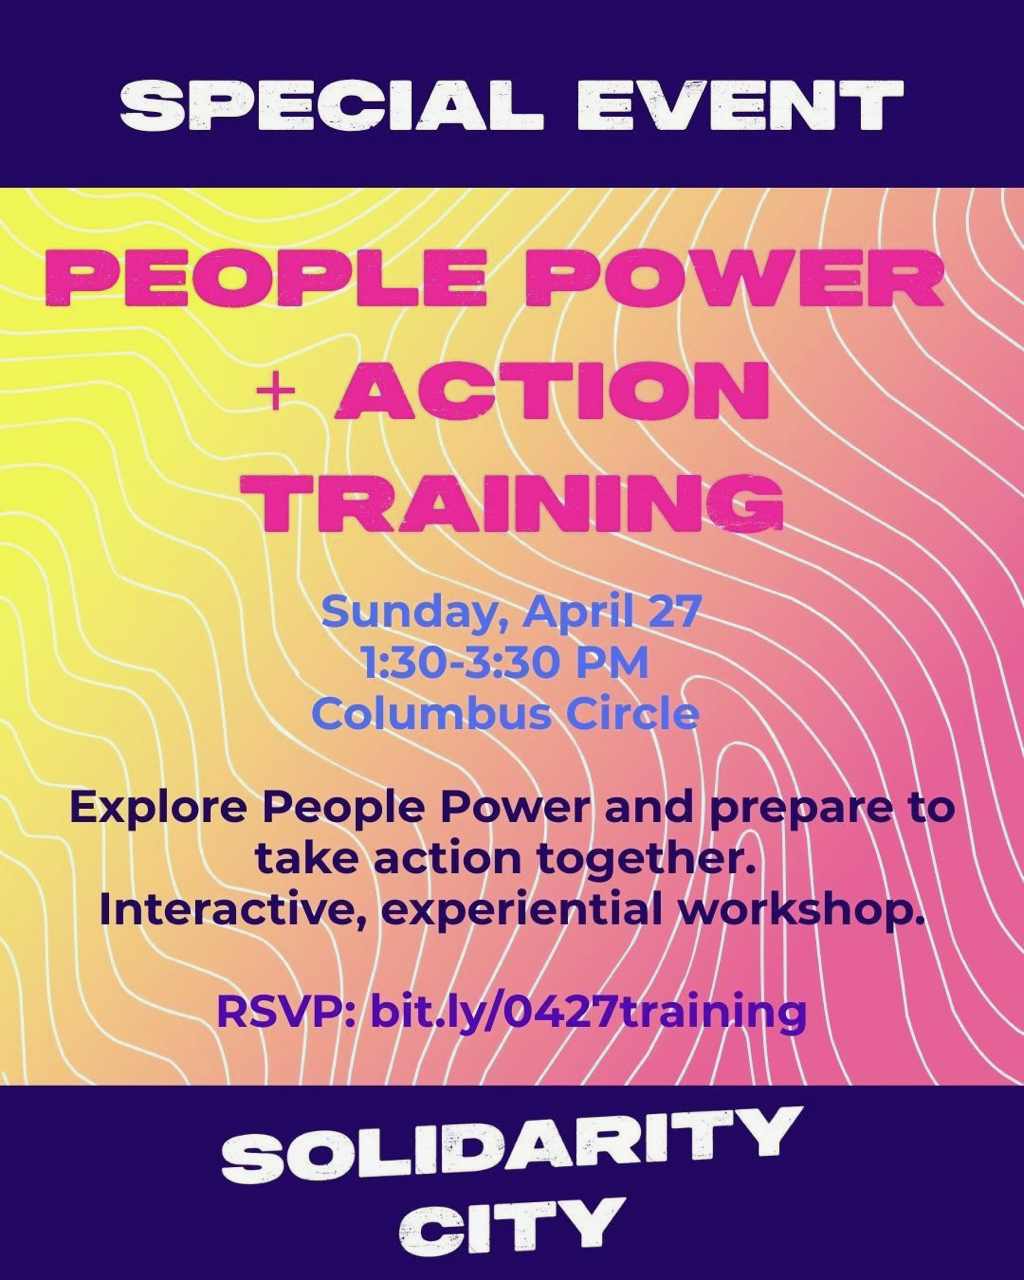 SPECIAL EVENT
PEOPLE POWER
+ ACTION
TRAINING
Sunday, April 27
1:30-3:30 PM
Columbus Circle
Explore People Power and prepare to
take action together.
Interactive, experiential workshop.
RSVP: bit.ly/0427training
SOLIDARITY
CITY